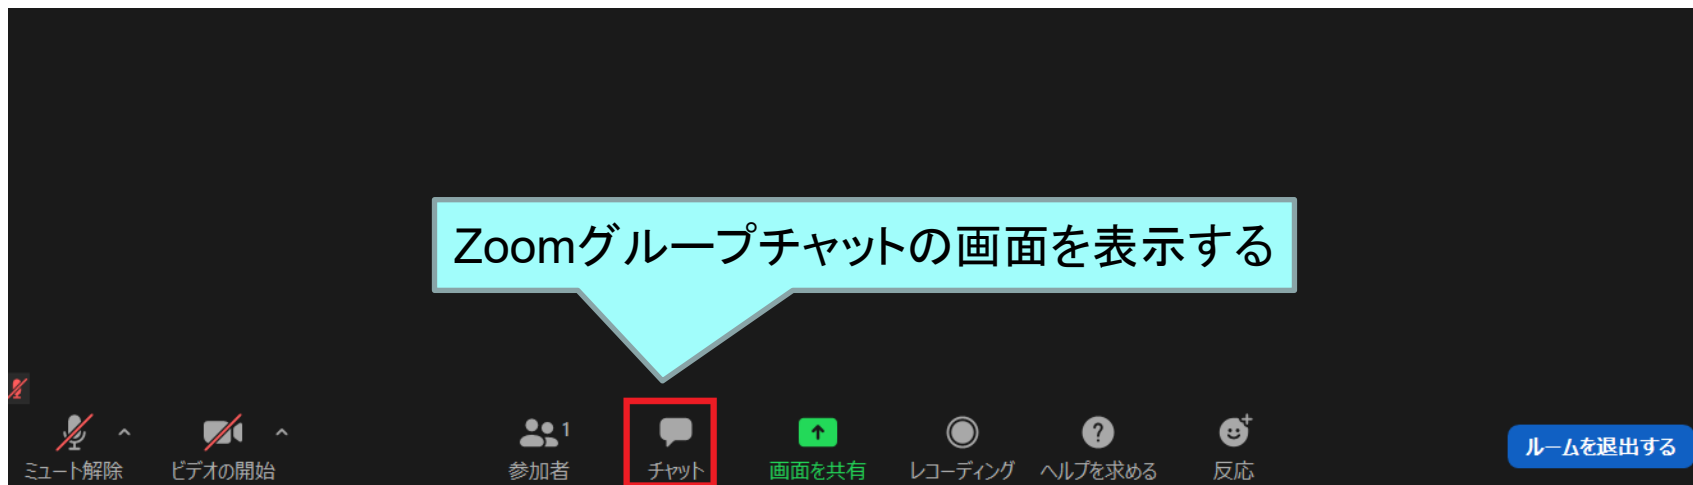 Zoomグループチャットの画面を表示する
1
ミュート解除 ビデオの開始 参加者 チャット 画面を共有 レコーディング ヘルプを求める 反応 ルームを退出する